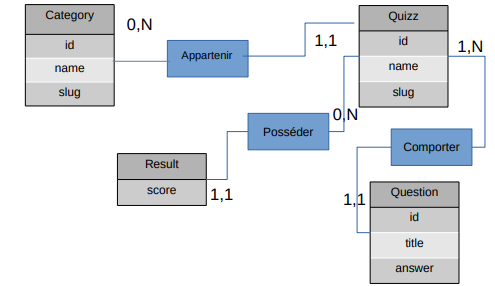 Category
id
name
slug
0,N
Appartenir
1,1
Quizz
id
name
slug
1,N
0,N
Posséder
Comporter
Result
score
1,1
1,1
Question
id
title
answer